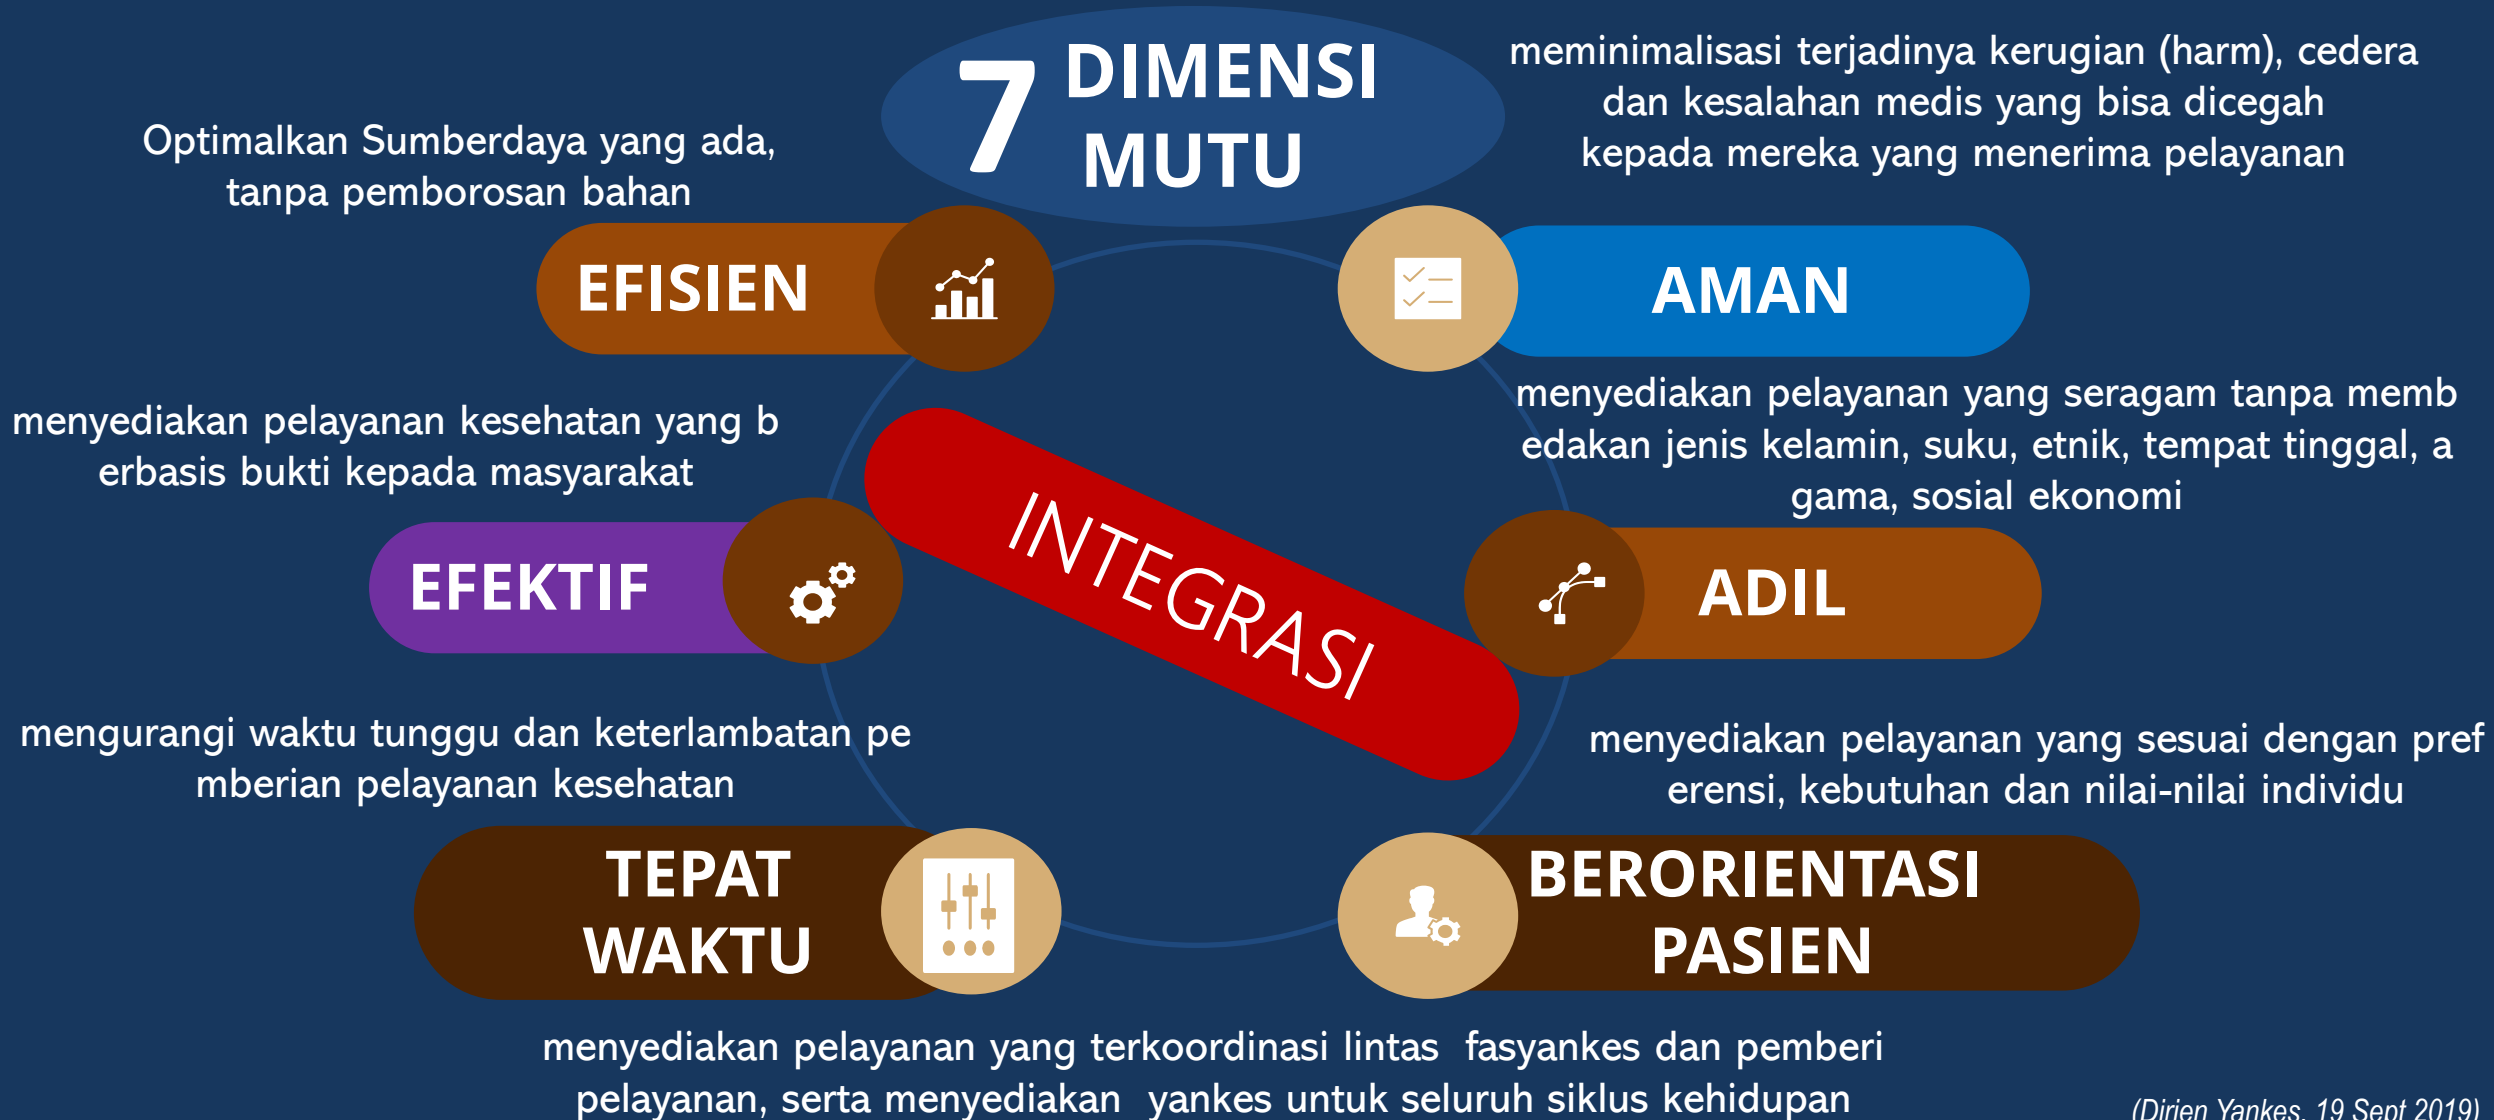 7 DIMENSI
MUTU
Optimalkan Sumberdaya yang ada,
tanpa pemborosan bahan
EFISIEN
meminimalisasi terjadinya kerugian (harm), cedera
dan kesalahan medis yang bisa dicegah
kepada mereka yang menerima pelayanan
AMAN
menyediakan pelayanan kesehatan yang b
erbasis bukti kepada masyarakat
EFEKTIF
INTEGRASI
menyediakan pelayanan yang seragam tanpa memb
edakan jenis kelamin, suku, etnik, tempat tinggal, a
gama, sosial ekonomi
ADIL
mengurangi waktu tunggu dan keterlambatan pe
mberian pelayanan kesehatan
TEPAT
WAKTU
menyediakan pelayanan yang sesuai dengan pref
erensi, kebutuhan dan nilai-nilai individu
BERORIENTASI
PASIEN
menyediakan pelayanan yang terkoordinasi lintas  fasyankes dan pemberi
pelayanan, serta menyediakan  yankes untuk seluruh siklus kehidupan
(Dirjen Yankes, 19 Sept 2019)